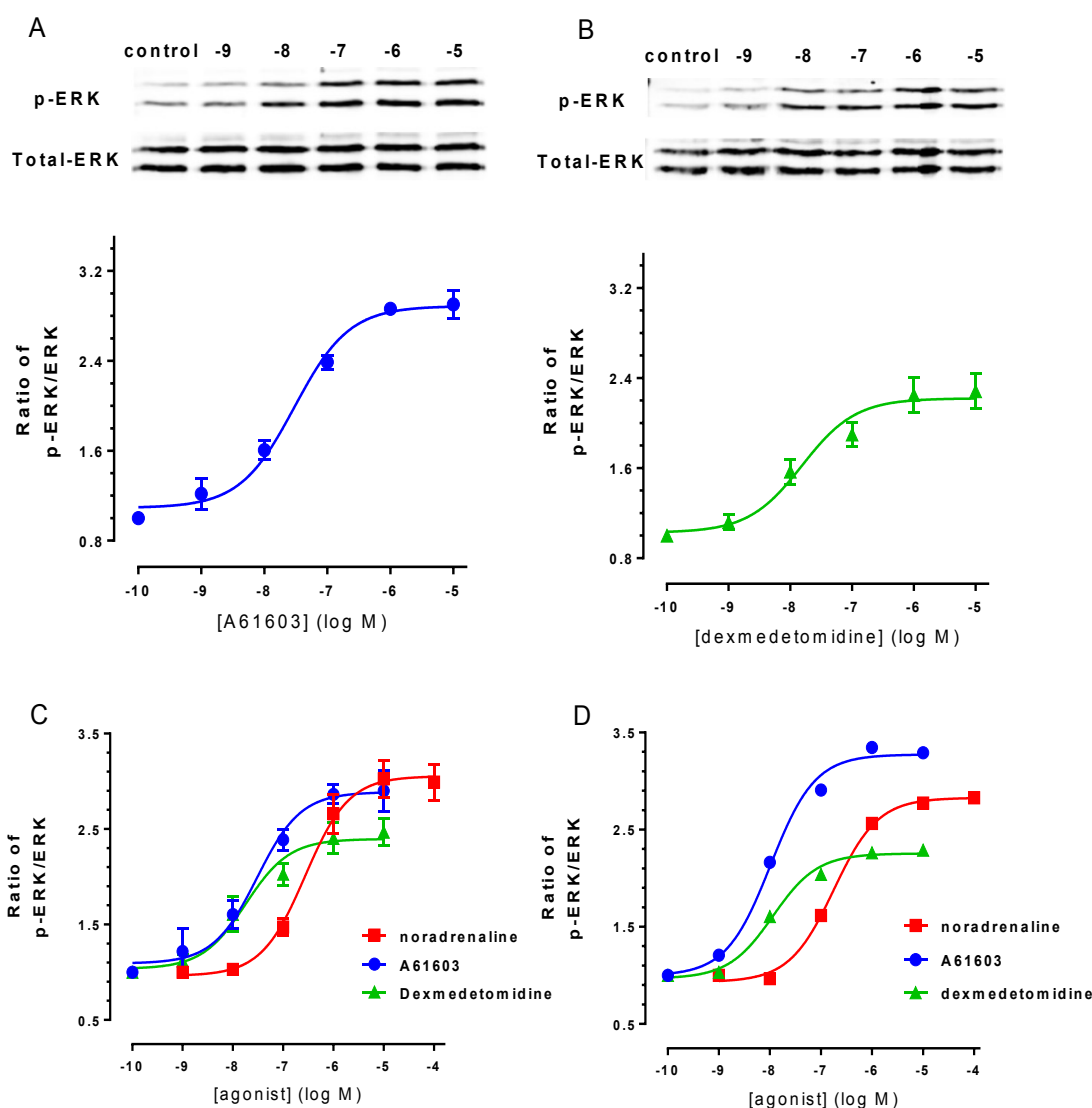 A
control -9 -8 -7 -6 -5
p-ERK
Total-ERK
3.2
2.4
1.6
0.8
Ratio of
p-ERK/ERK
-10 -9 -8 -7 -6 -5
[A61603] (log M)
B
control -9 -8 -7 -6 -5
p-ERK
Total-ERK
3.2
2.4
1.6
0.8
Ratio of
p-ERK/ERK
-10 -9 -8 -7 -6 -5
[dexmedetomidine] (log M)
C
3.5
2.5
1.5
0.5
Ratio of
p-ERK/ERK
noradrenaline
A61603
Dexmedetomidine
-10 -9 -8 -7 -6 -5 -4
[agonist] (log M)
D
3.5
2.5
1.5
0.5
Ratio of
p-ERK/ERK
noradrenaline
A61603
dexmedetomidine
-10 -9 -8 -7 -6 -5 -4
[agonist] (log M)